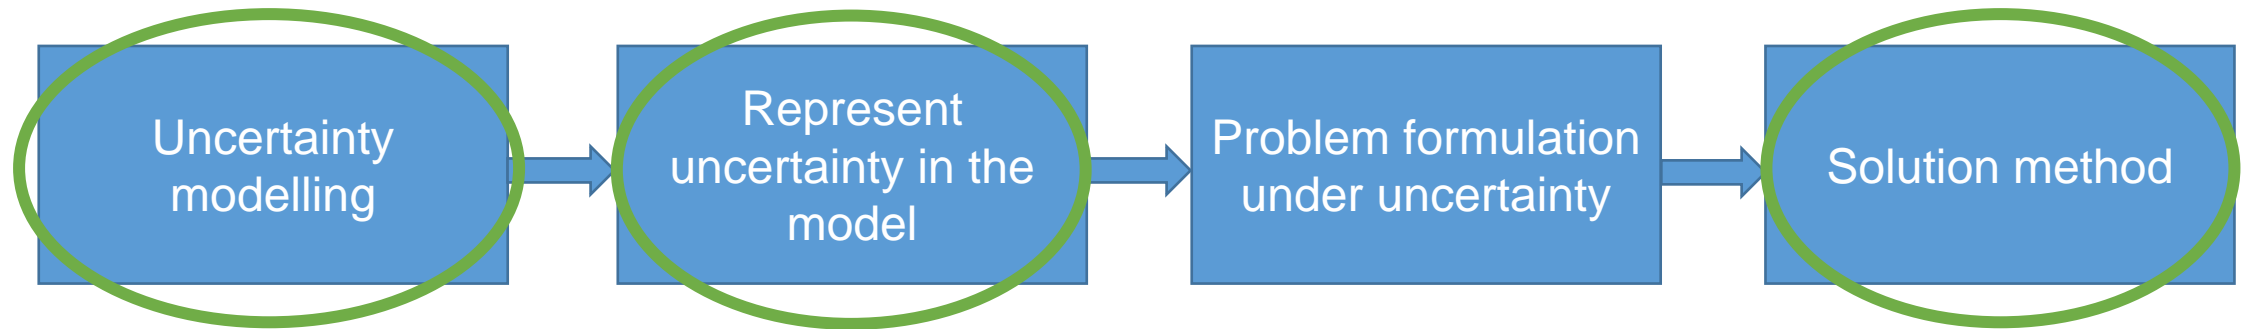 Uncertainty
modelling
Represent
uncertainty in the
model
Problem formulation
under uncertainty
Solution method